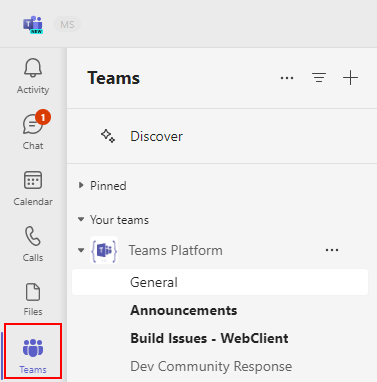 NEW
MS
Activity
1
Chat
Calendar
Calls
Files
Teams
Teams
Discover
Pinned
Your teams
Teams Platform
General
Announcements
Build Issues - WebClient
Dev Community Response